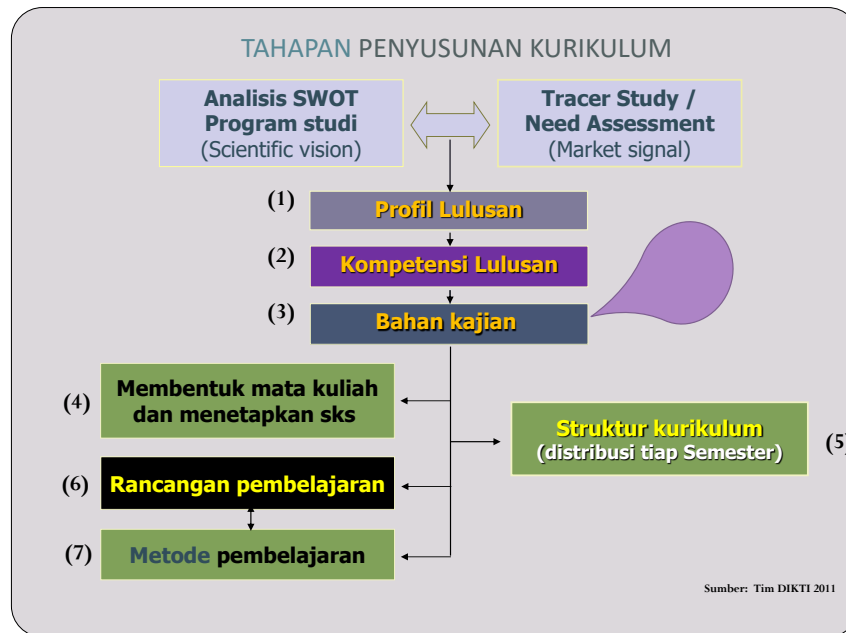 TAHAPAN PENYUSUNAN KURIKULUM
Analisis SWOT
Program studi
(Scientific vision)
Tracer Study /
Need Assessment
(Market signal)
(1)
Profil Lulusan
(2)
Kompetensi Lulusan
(3)
Bahan kajian
(4)
Membentuk mata kuliah
dan menetapkan sks
Struktur kurikulum
(distribusi tiap Semester)
(5)
(6)
Rancangan pembelajaran
(7)
Metode pembelajaran
Sumber: Tim DIKTI 2011